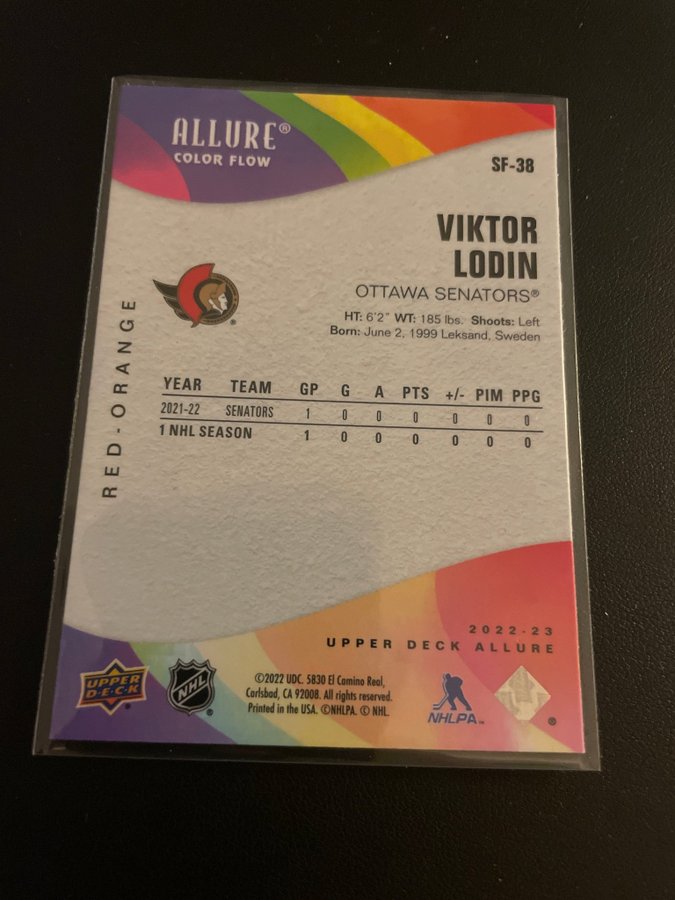 ALLURE®
COLOR FLOW
SF-38
VIKTOR
LODIN
OTTAWA SENATORS®
HT: 6'2" WT: 185 lbs. Shoots: Left
Born: June 2, 1999 Leksand, Sweden
RED-ORANGE
YEAR TEAM GP G A PTS +/- PIM PPG
2021-22 SENATORS 1 0 0 0 0 0 0
1 NHL SEASON 1 0 0 0 0 0 0
2022-23
UPPER DECK ALLURE
UPPER
D·E·C·K
NHL
©2022 UDC. 5830 El Camino Real,
Carlsbad, CA 92008. All rights reserved.
Printed in the USA. ©NHLPA. © NHL.
NHLPA™